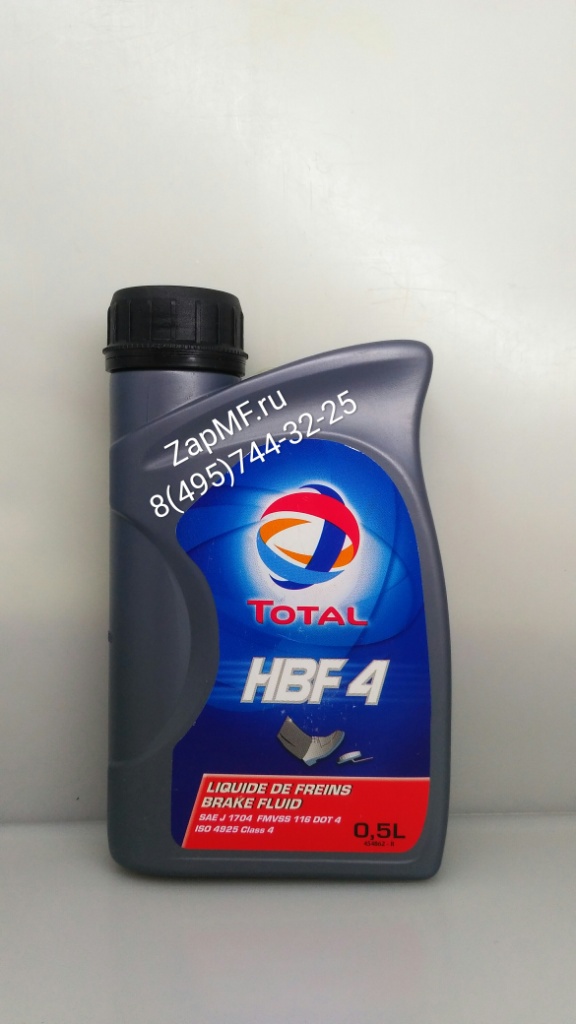 ZapMF.ru
8(495)744-32-25
TOTAL
HBF 4
LIQUIDE DE FREINS
BRAKE FLUID
SAE J 1704 FMVSS 116 DOT 4
ISO 4925 Class 4
0,5L